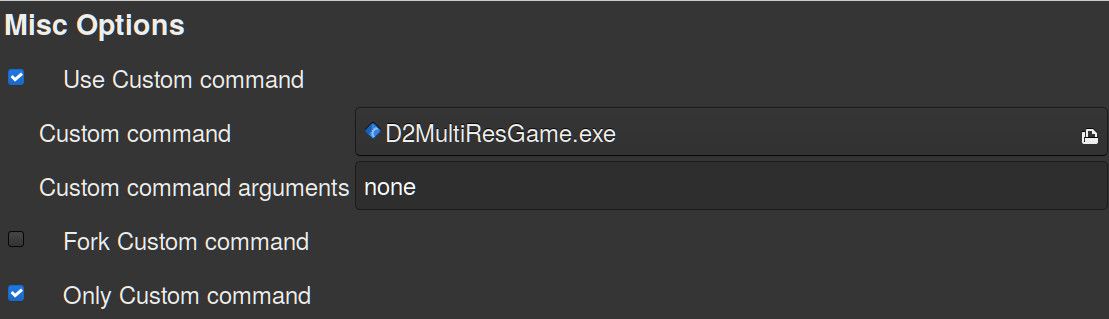 Misc Options
Use Custom command
Custom command D2MultiResGame.exe
Custom command arguments none
Fork Custom command
Only Custom command